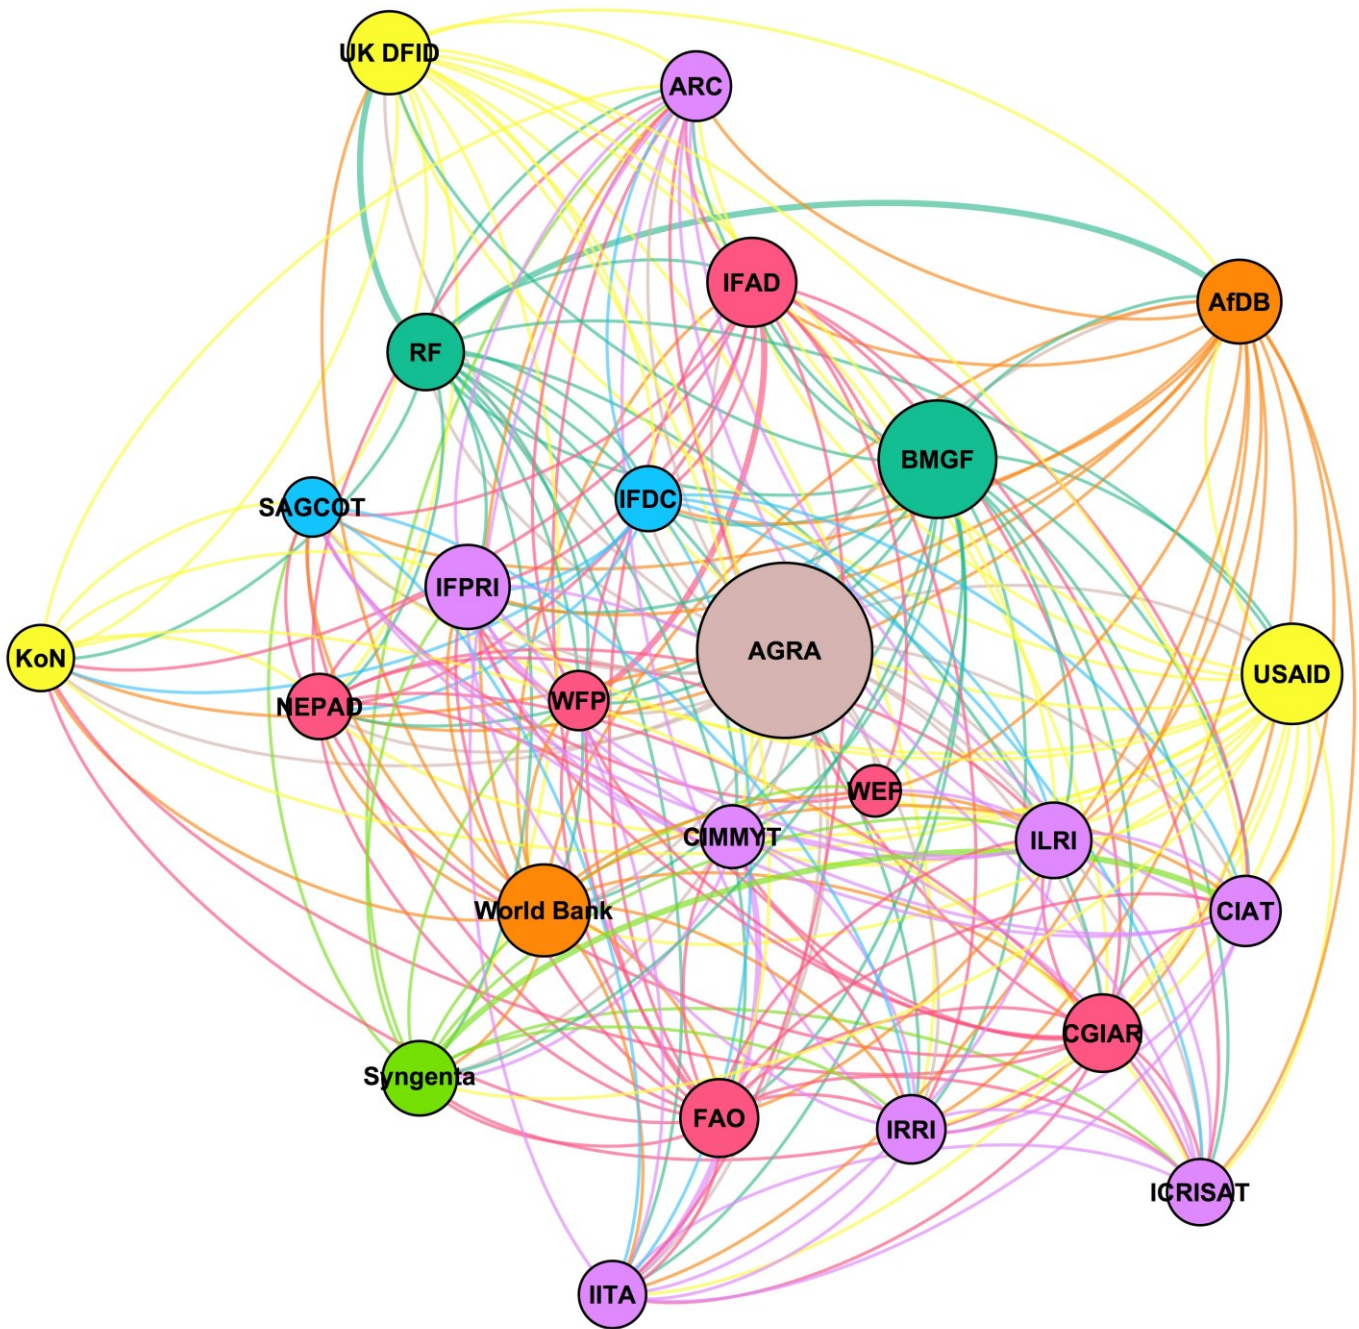 UK DFID
ARC
IFAD
AfDB
RF
BMGF
SAGCOT
IFDC
IFPRI
AGRA
KoN
NEPAD
WFP
USAID
WEF
CIMMYT
ILRI
World Bank
CIAT
CGIAR
Syngenta
FAO
IRRI
ICRISAT
IITA